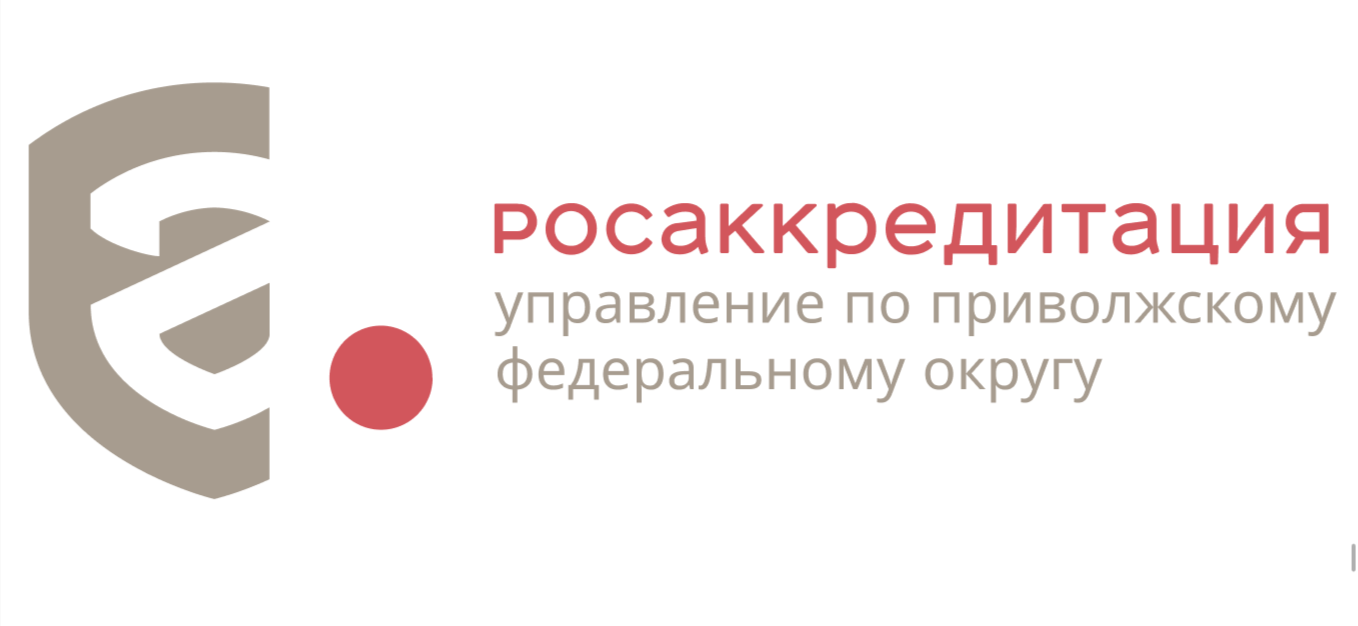 росаккредитация
управление по приволжскому
федеральному округу